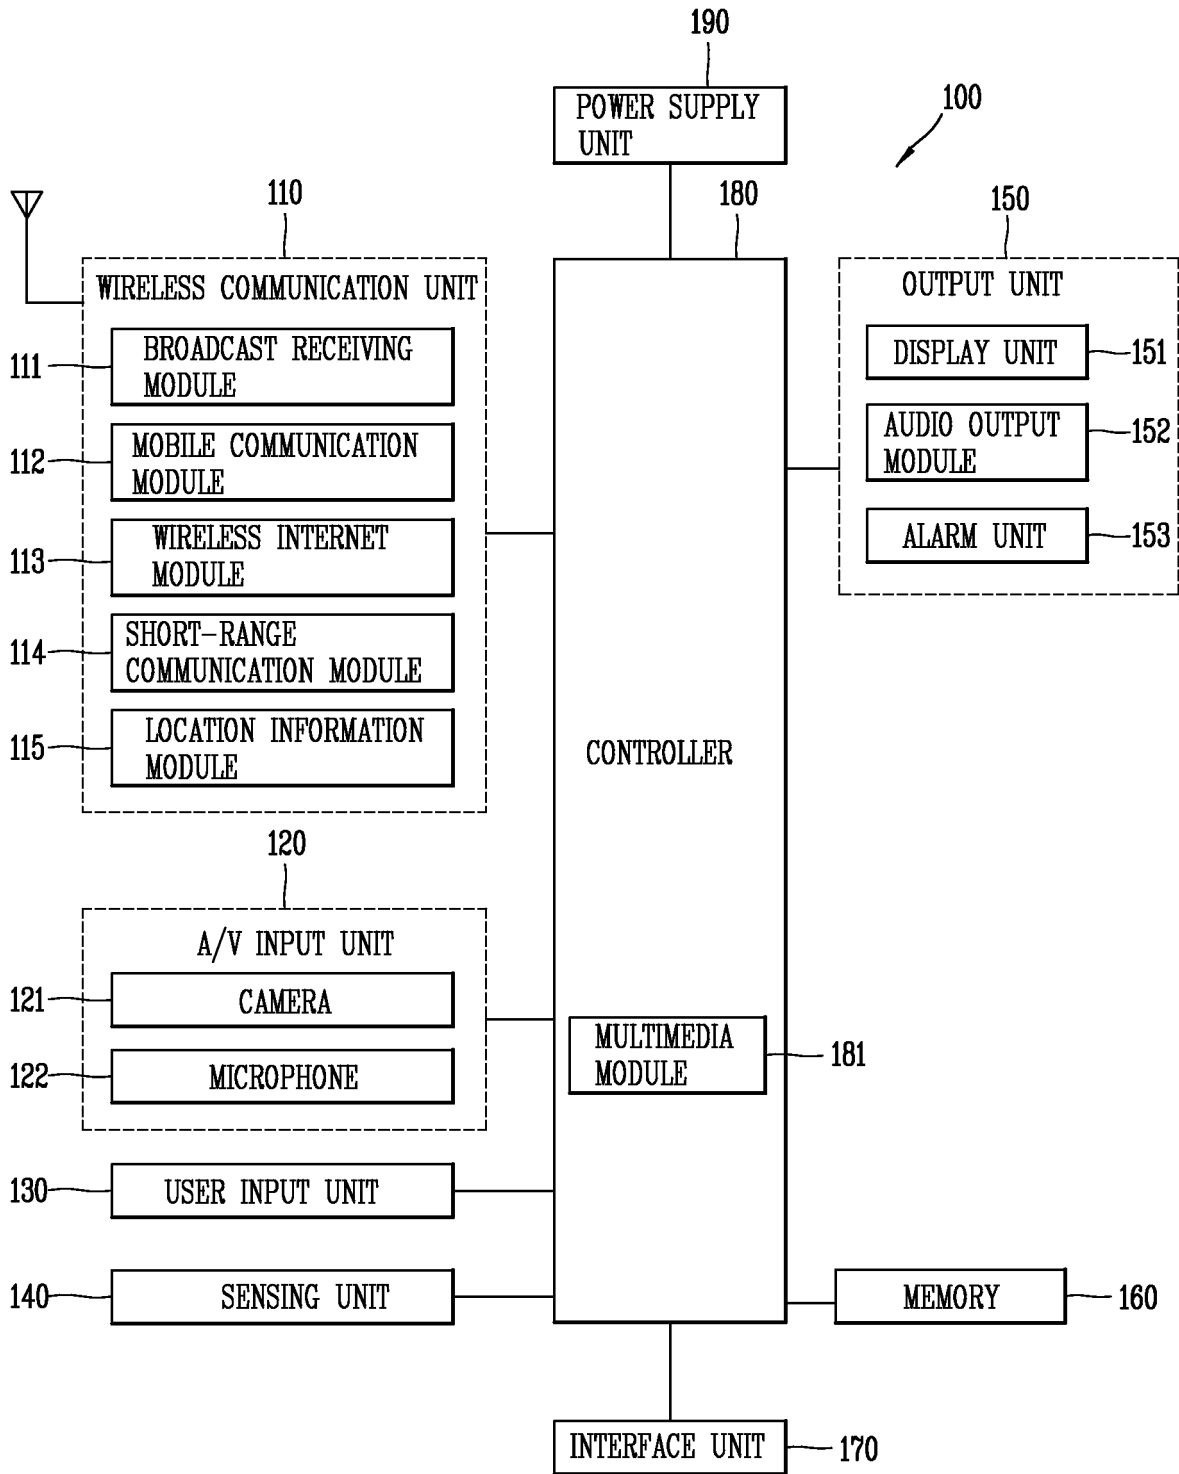 190
POWER SUPPLY
UNIT
100
110
180
150
WIRELESS COMMUNICATION UNIT
OUTPUT UNIT
111
BROADCAST RECEIVING
MODULE
DISPLAY UNIT
151
112
MOBILE COMMUNICATION
MODULE
AUDIO OUTPUT
MODULE
152
113
WIRELESS INTERNET
MODULE
ALARM UNIT
153
114
SHORT-RANGE
COMMUNICATION MODULE
115
LOCATION INFORMATION
MODULE
CONTROLLER
120
A/V INPUT UNIT
121
CAMERA
122
MICROPHONE
MULTIMEDIA
MODULE
181
130
USER INPUT UNIT
140
SENSING UNIT
MEMORY
160
INTERFACE UNIT
170